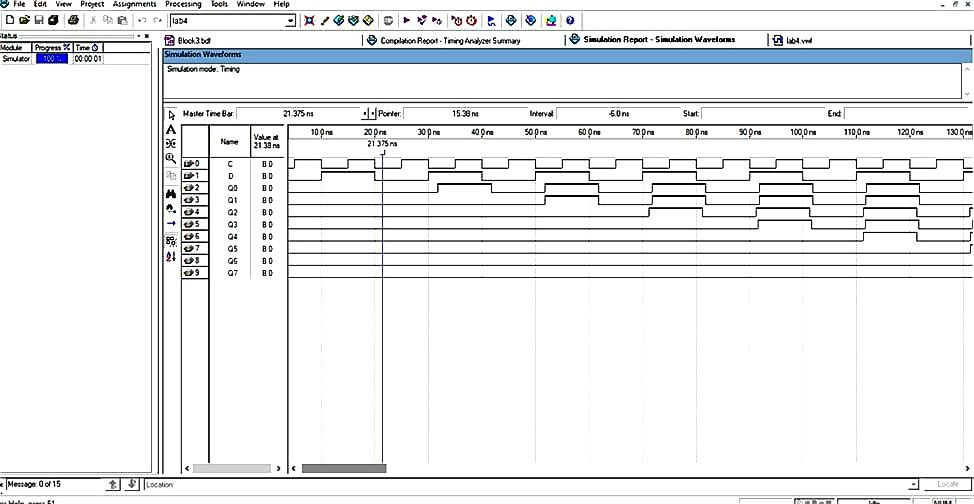 File Edit View Project Assignments Processing Tools Window Help
lab4
Status
Module Progress % Time
Simulator 100 % 00:00:01
Block3.bdf
Compilation Report - Timing Analyzer Summary
Simulation Report - Simulation Waveforms
lab4.vwf
Simulation Waveforms
Simulation mode: Timing
Master Time Bar: 21.375 ns Pointer: 15.38 ns Interval: -6.0 ns Start: End:
Name
Value at
21.38 ns
10.0 ns 20.0 ns 30.0 ns 40.0 ns 50.0 ns 60.0 ns 70.0 ns 80.0 ns 90.0 ns 100.0 ns 110.0 ns 120.0 ns 130.0 ns
21.375 ns
0 C B 0
1 D B 0
2 Q0 B 0
3 Q1 B 0
4 Q2 B 0
5 Q3 B 0
6 Q4 B 0
7 Q5 B 0
8 Q6 B 0
9 Q7 B 0
Message: 0 of 15
Location:
Locate
Help, press F1
Idle
NUM